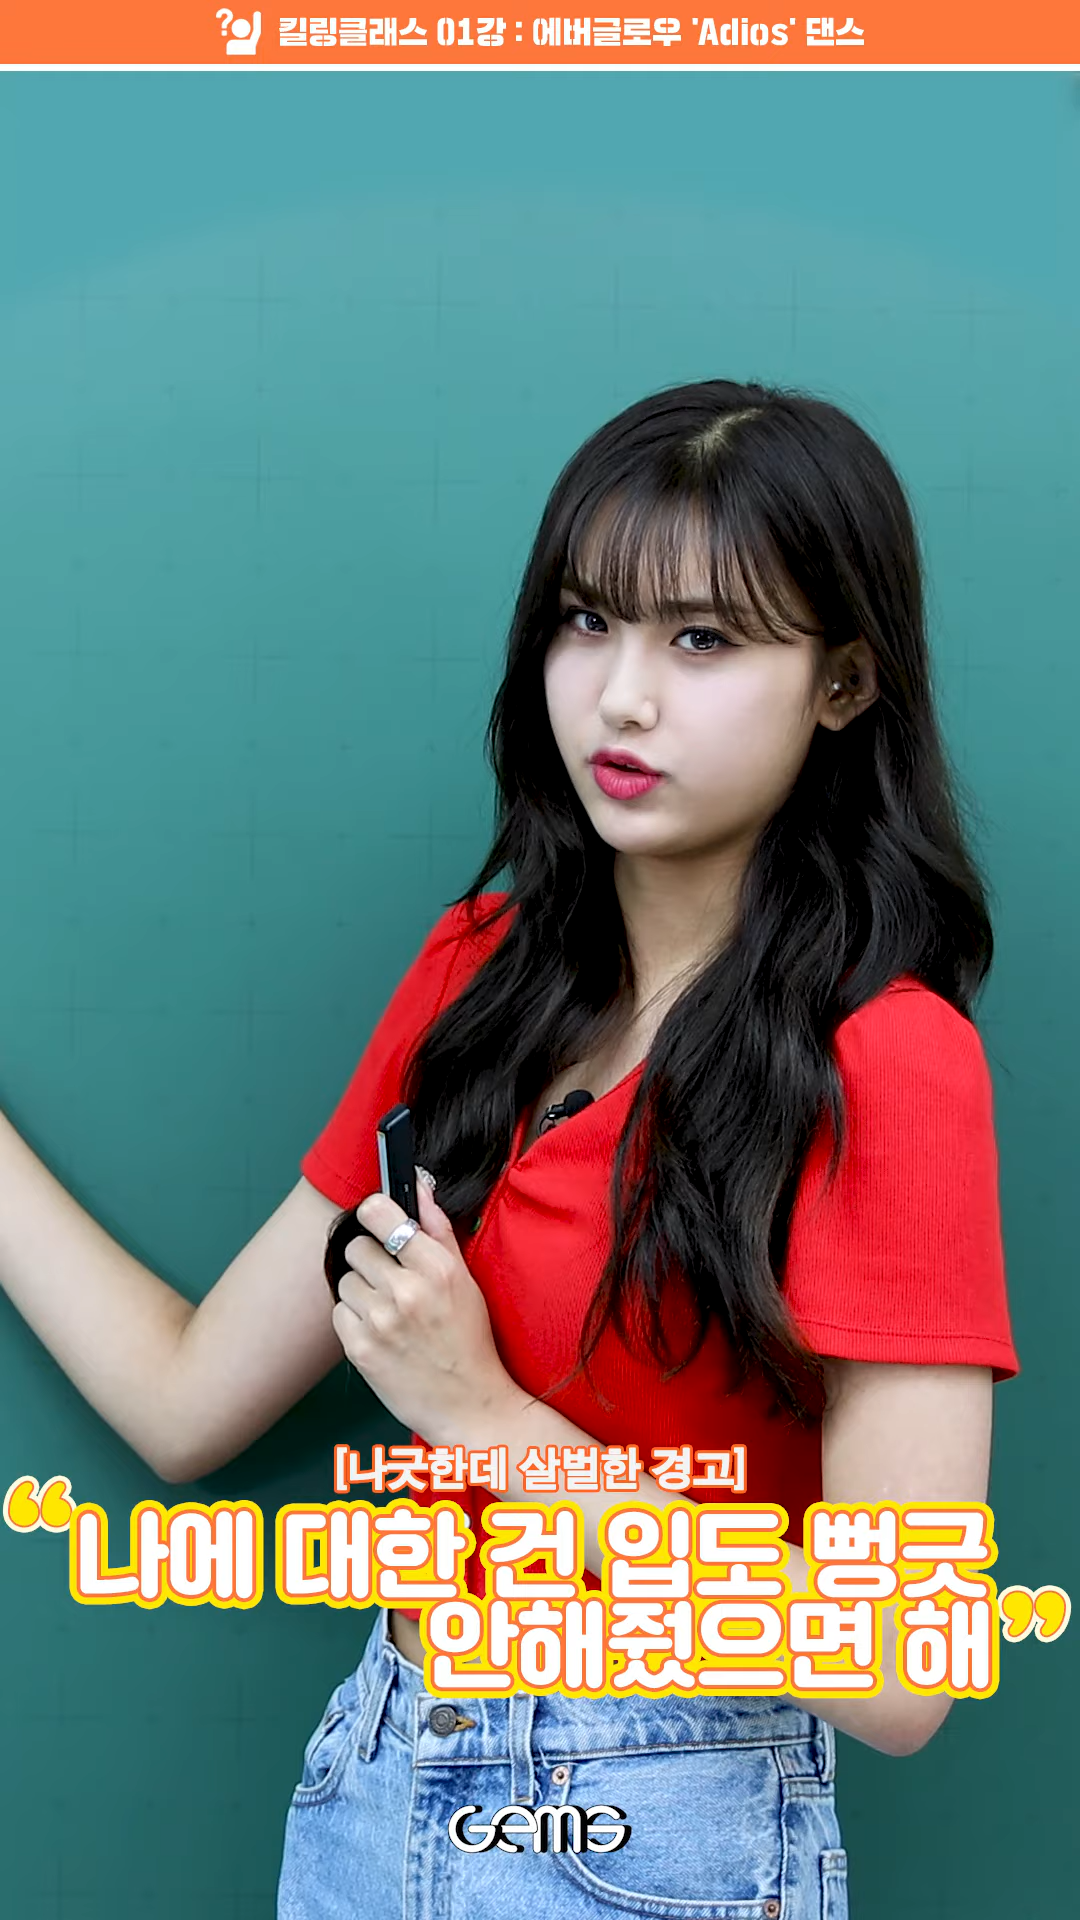 킬링클래스 01강 : 에버글로우 'Adios' 댄스
[나긋한데 살벌한 경고]
“나에 대한 건 입도 뻥긋
안해줬으면 해”
GEMS